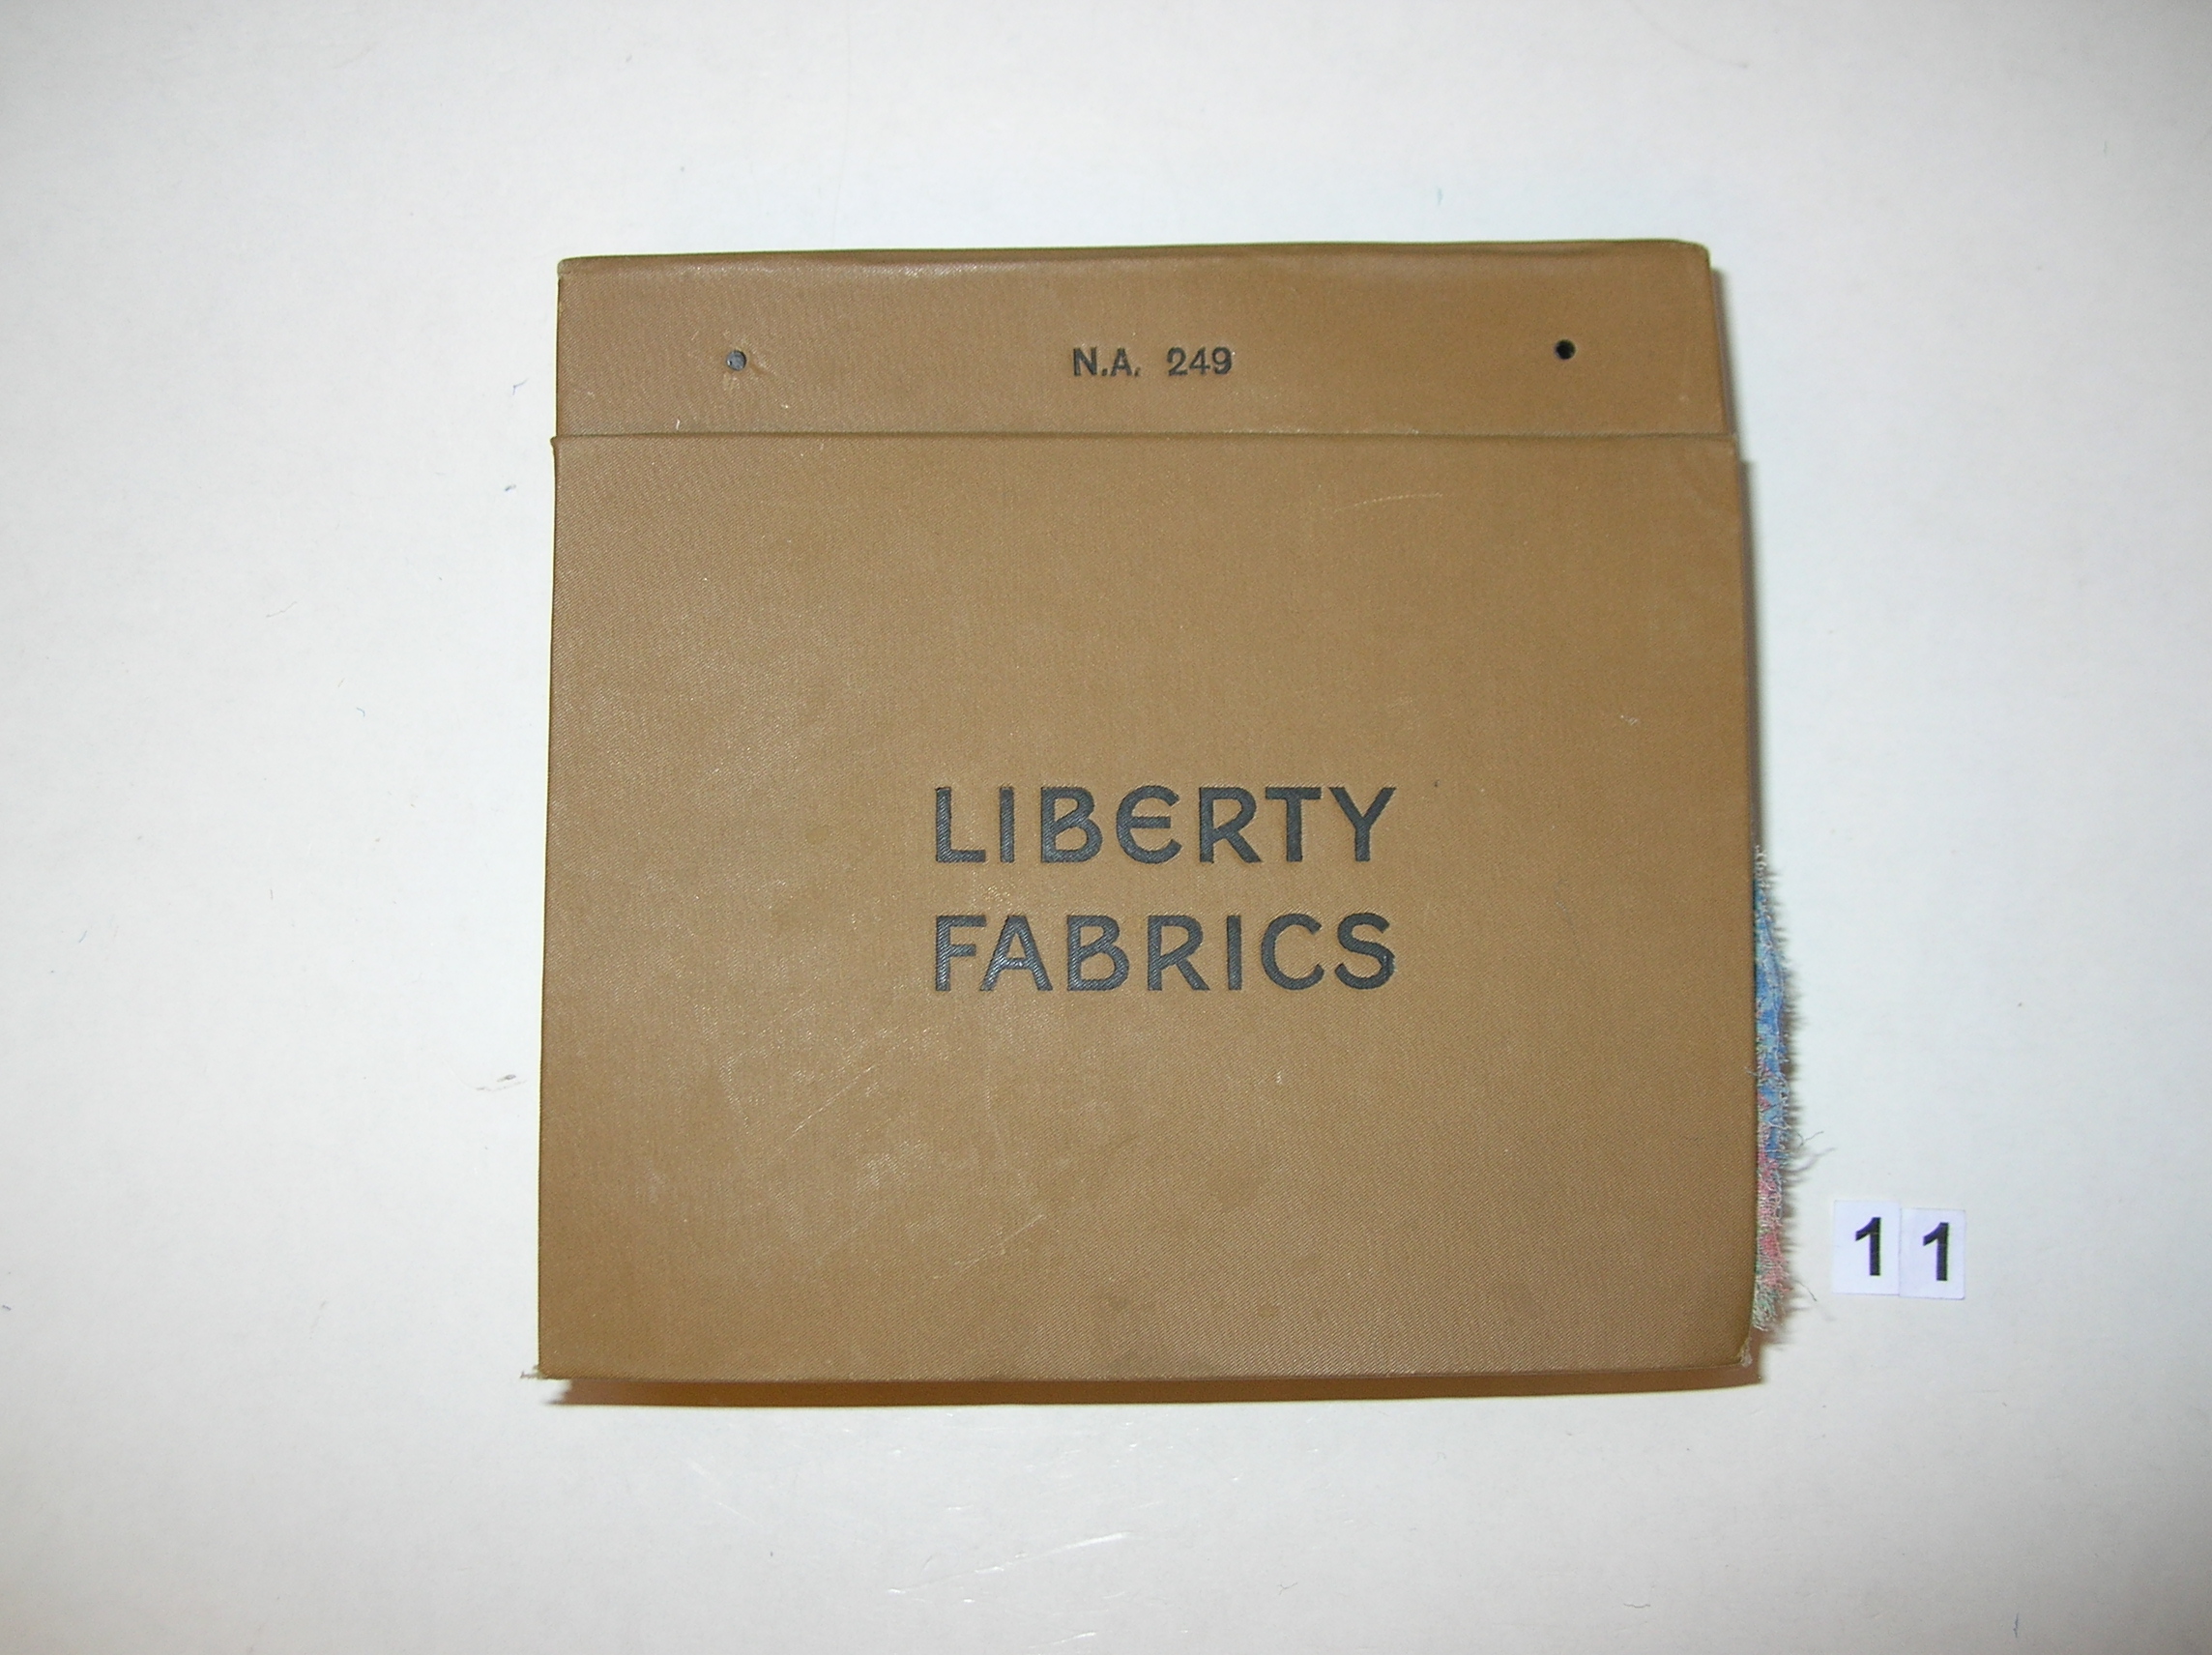 N.A. 249
LIBERTY
FABRICS
11